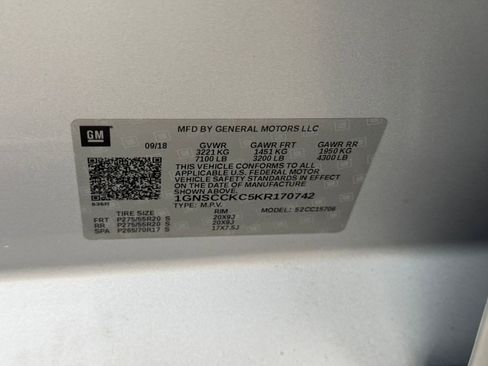 GM
MFD BY GENERAL MOTORS LLC
09/18 GVWR GAWR FRT GAWR RR
3221 KG 1451 KG 1950 KG
7100 LB 3200 LB 4300 LB
THIS VEHICLE CONFORMS TO ALL
APPLICABLE U.S. FEDERAL MOTOR
VEHICLE SAFETY STANDARDS IN EFFECT
ON THE DATE OF MANUFACTURE
SHOWN ABOVE.
1GNSCCKC5KR170742
TYPE: M.P.V. MODEL: S2CC15706
TIRE SIZE RIM
FRT P275/55R20 S 20X9J
RR P275/55R20 S 20X9J
SPA P265/70R17 S 17X7.5J